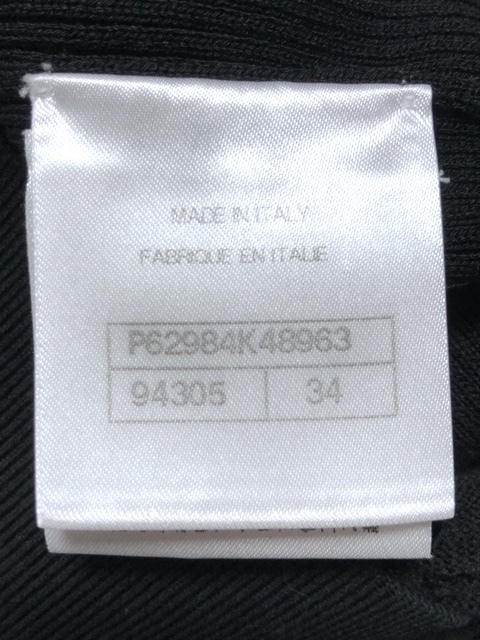 MADE IN ITALY
FABRIQUE EN ITALIE
P62984K48963
94305 34